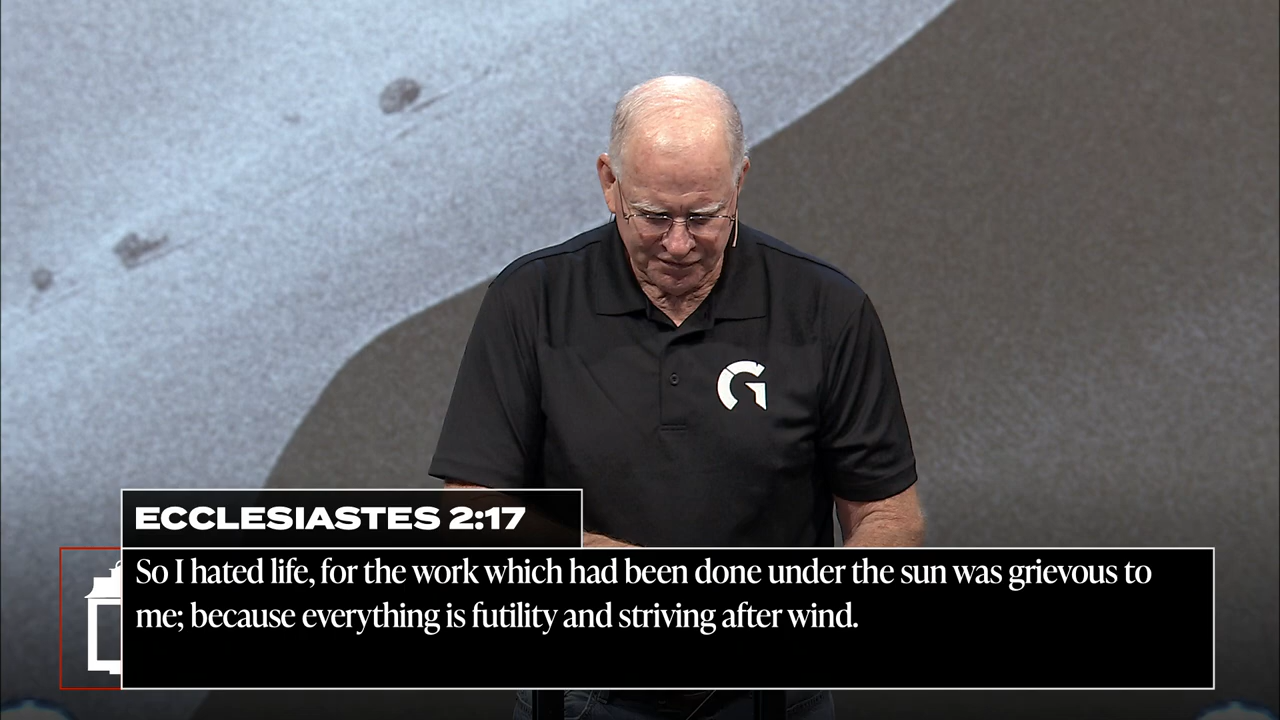 G
ECCLESIASTES 2:17
So I hated life, for the work which had been done under the sun was grievous to
me; because everything is futility and striving after wind.